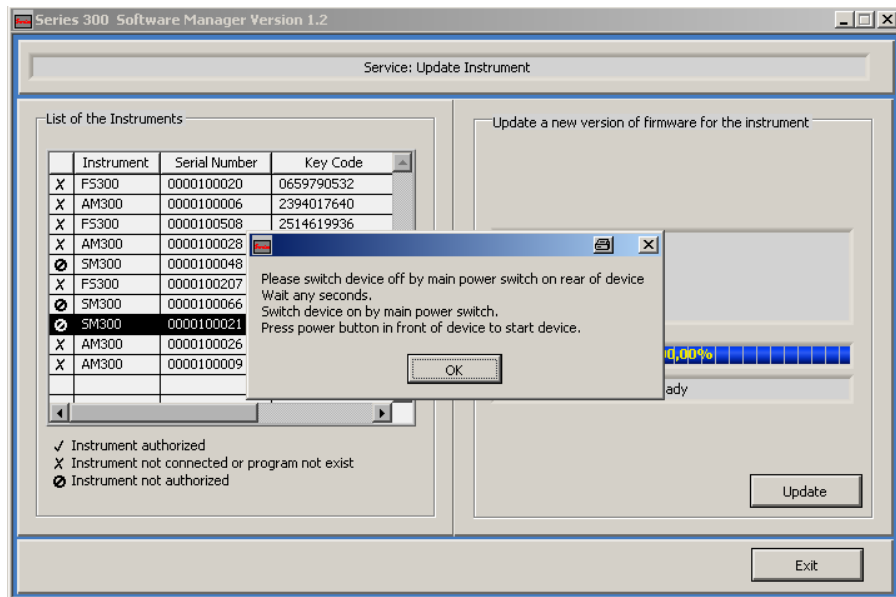 Series 300 Software Manager Version 1.2
Service: Update Instrument
List of the Instruments
Instrument Serial Number Key Code
X FS300 0000100020 0659790532
X AM300 0000100006 2394017640
X FS300 0000100508 2514619936
X AM300 0000100028
SM300 0000100048
X FS300 0000100207
SM300 0000100066
SM300 0000100021
X AM300 0000100026
X AM300 0000100009
✓ Instrument authorized
X Instrument not connected or program not exist
Instrument not authorized
Update a new version of firmware for the instrument
Please switch device off by main power switch on rear of device
Wait any seconds.
Switch device on by main power switch.
Press power button in front of device to start device.
OK
00,00%
ady
Update
Exit